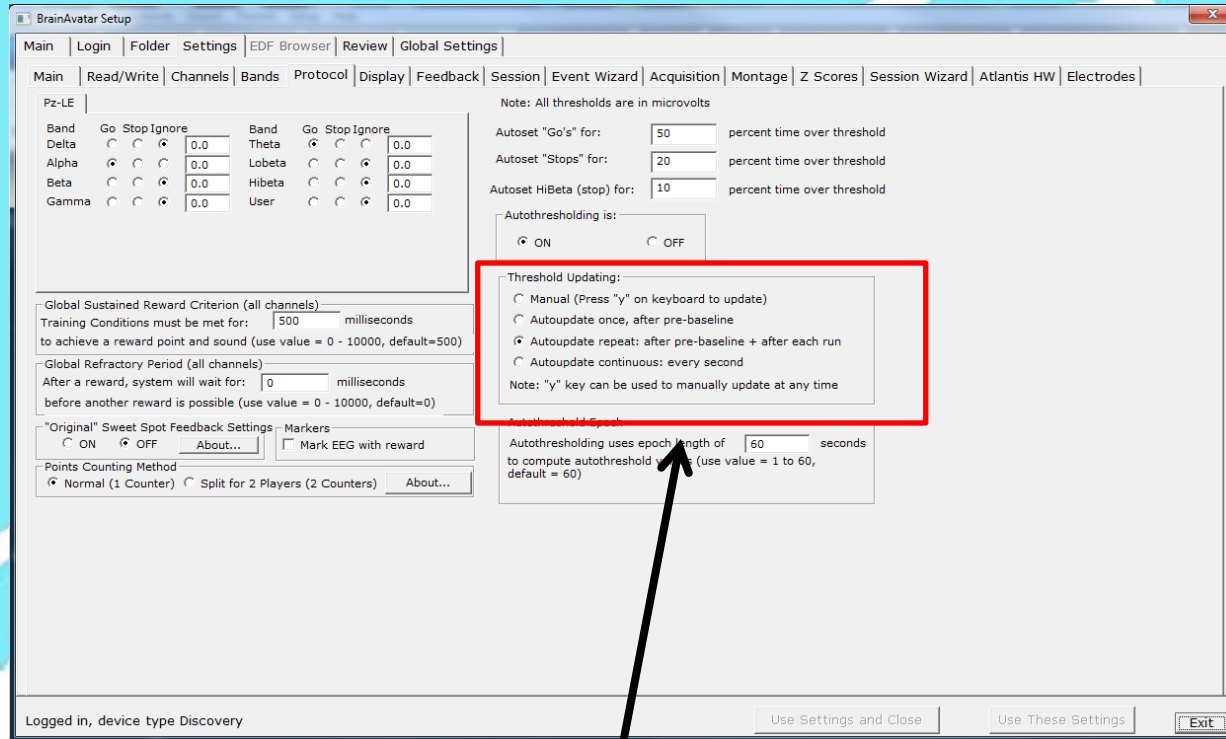 BrainAvatar Setup
Main Login Folder Settings EDF Browser Review Global Settings
Main Read/Write Channels Bands Protocol Display Feedback Session Event Wizard Acquisition Montage Z Scores Session Wizard Atlantis HW Electrodes
Pz-LE
Band Go Stop Ignore Band Go Stop Ignore
Delta 0.0 Theta 0.0
Alpha 0.0 Lobeta 0.0
Beta 0.0 Hibeta 0.0
Gamma 0.0 User 0.0
Global Sustained Reward Criterion (all channels)
Training Conditions must be met for: 500 milliseconds
to achieve a reward point and sound (use value = 0 - 10000, default=500)
Global Refractory Period (all channels)
After a reward, system will wait for: 0 milliseconds
before another reward is possible (use value = 0 - 10000, default=0)
"Original" Sweet Spot Feedback Settings Markers
ON OFF About... Mark EEG with reward
Points Counting Method
Normal (1 Counter) Split for 2 Players (2 Counters) About...
Note: All thresholds are in microvolts
Autoset "Go's" for: 50 percent time over threshold
Autoset "Stops" for: 20 percent time over threshold
Autoset HiBeta (stop) for: 10 percent time over threshold
Autothresholding is:
ON OFF
Threshold Updating:
Manual (Press "y" on keyboard to update)
Autoupdate once, after pre-baseline
Autoupdate repeat: after pre-baseline + after each run
Autoupdate continuous: every second
Note: "y" key can be used to manually update at any time
Autothreshold Epoch
Autothresholding uses epoch length of 60 seconds
to compute autothreshold (use value = 1 to 60,
default = 60)
Logged in, device type Discovery Use Settings and Close Use These Settings Exit